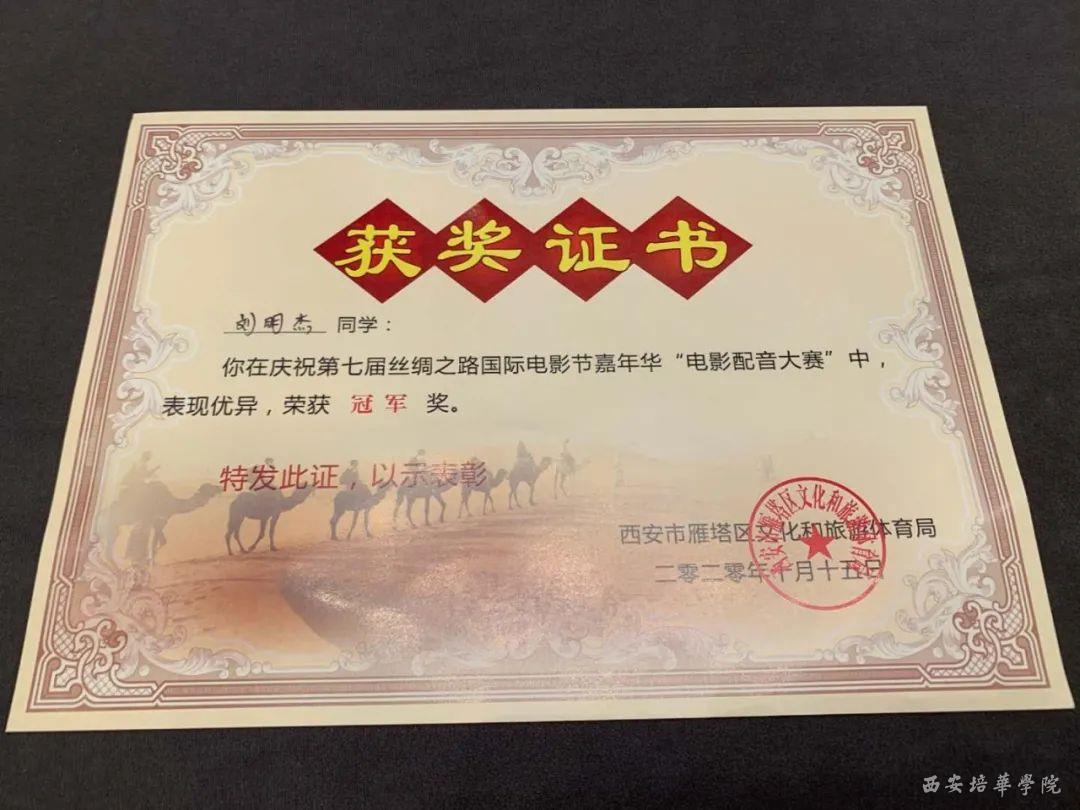 获奖证书
刘明杰 同学：
你在庆祝第七届丝绸之路国际电影节嘉年华“电影配音大赛”中，
表现优异，荣获 冠军 奖。
特发此证，以示表彰
西安市雁塔区文化和旅游体育局
二零二零年十月十五日
西安培華學院